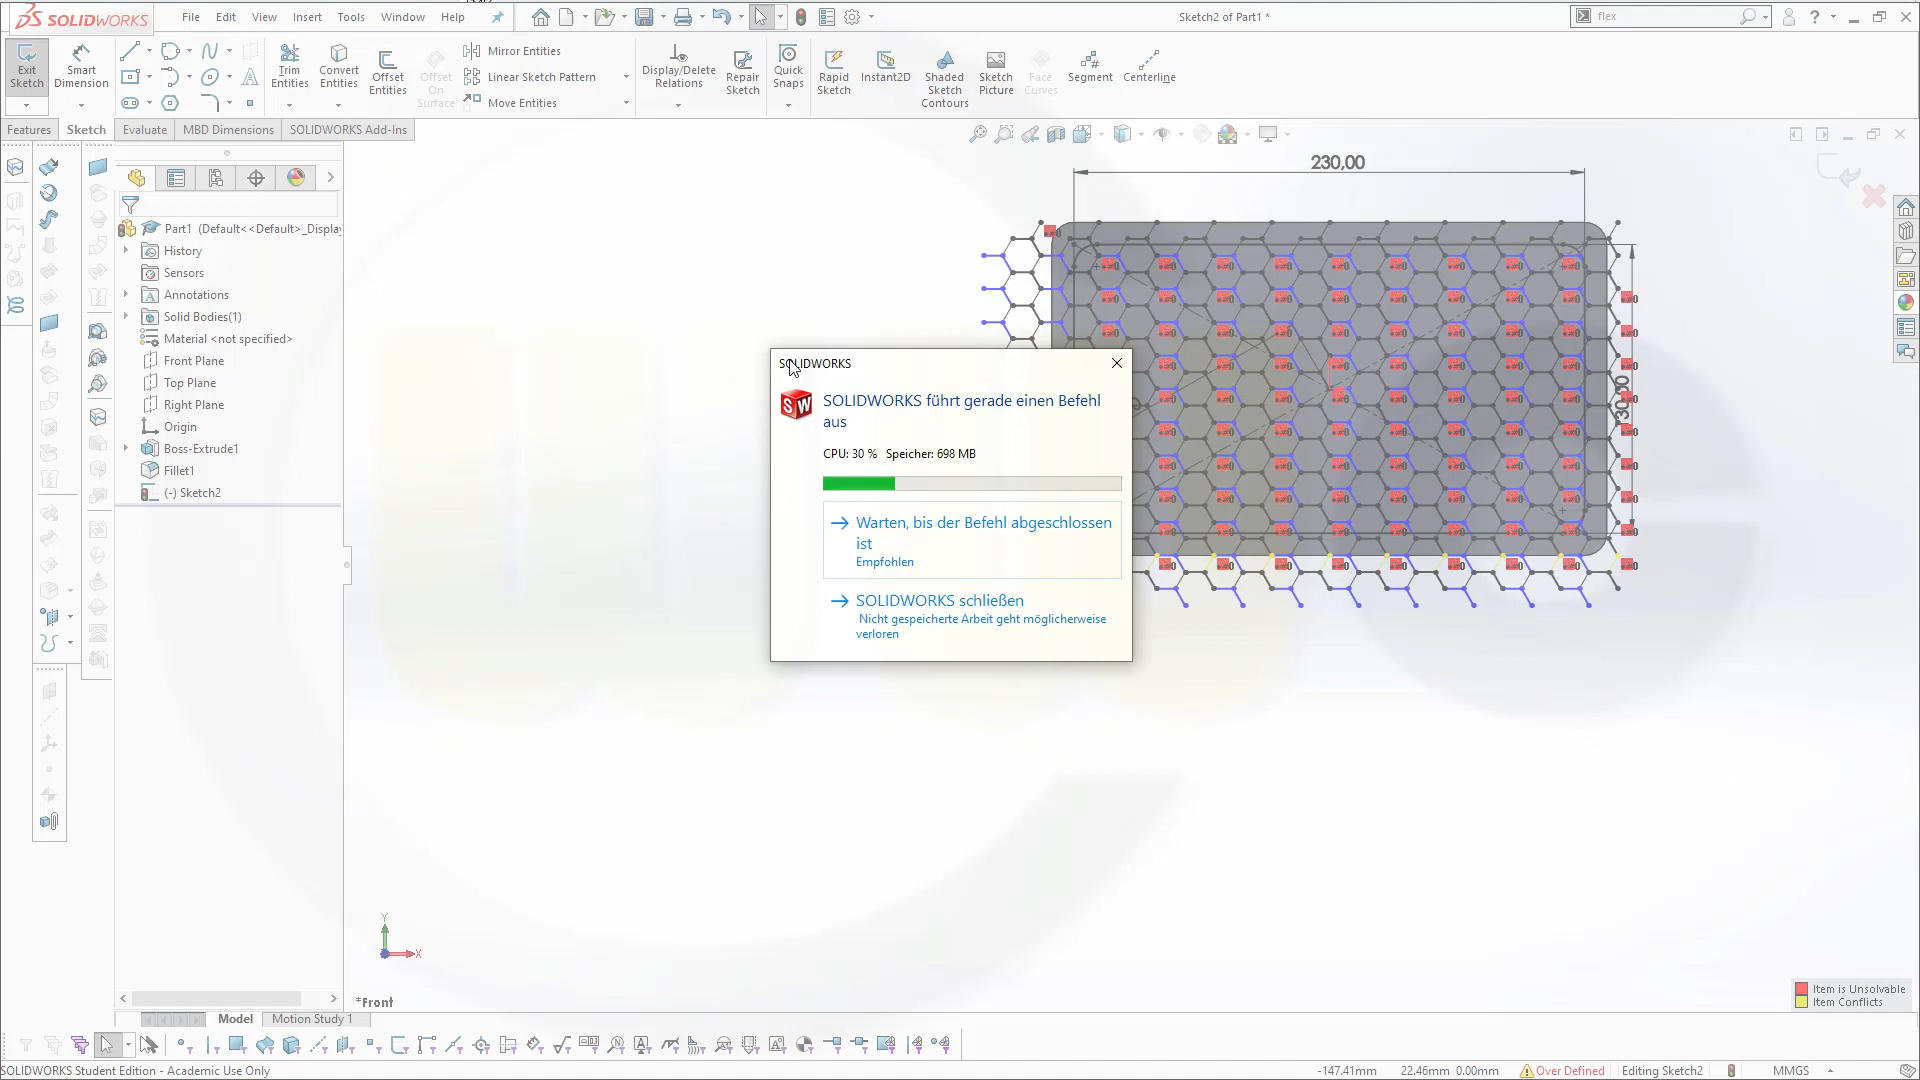 SOLIDWORKS
File
Edit
View
Insert
Tools
Window
Help
Sketch2 of Part1 *
flex
Exit Sketch
Smart Dimension
Trim Entities
Convert Entities
Offset Entities
Offset On Surface
Mirror Entities
Linear Sketch Pattern
Move Entities
Display/Delete Relations
Repair Sketch
Quick Snaps
Rapid Sketch
Instant2D
Shaded Sketch Contours
Sketch Picture
Face Curves
Segment
Centerline
Features
Sketch
Evaluate
MBD Dimensions
SOLIDWORKS Add-Ins
Part1 (Default<<Default>_Display
History
Sensors
Annotations
Solid Bodies(1)
Material <not specified>
Front Plane
Top Plane
Right Plane
Origin
Boss-Extrude1
Fillet1
(-) Sketch2
230,00
SOLIDWORKS
SOLIDWORKS führt gerade einen Befehl
aus
CPU: 30 % Speicher: 698 MB
Warten, bis der Befehl abgeschlossen
ist
Empfohlen
SOLIDWORKS schließen
Nicht gespeicherte Arbeit geht möglicherweise
verloren
Y
X
*Front
Item is Unsolvable
Item Conflicts
Model
Motion Study 1
SOLIDWORKS Student Edition - Academic Use Only
-147.41mm
22.46mm 0.00mm
Over Defined
Editing Sketch2
MMGS